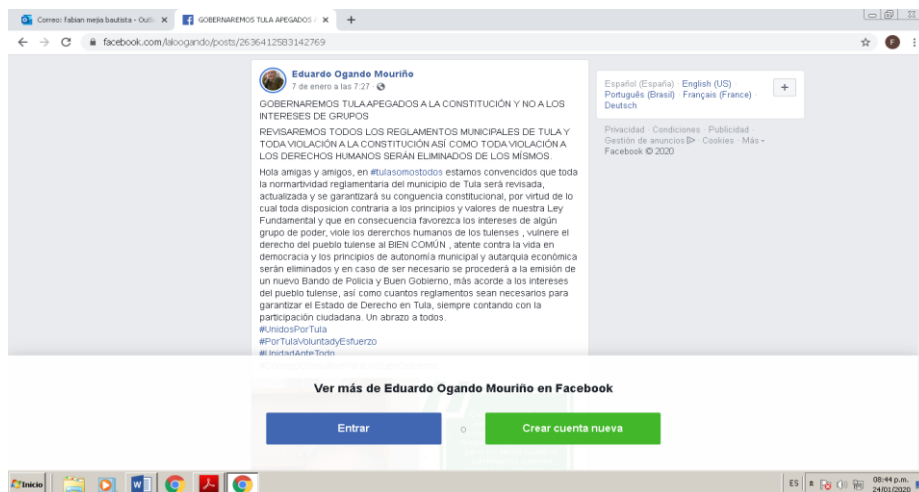 Correo: fabian mejia bautista - Outl
GOBERNAREMOS TULA APEGADOS A
facebook.com/laloogando/posts/2636412583142769
F
Eduardo Ogando Mouriño
7 de enero a las 7:27 ·
GOBERNAREMOS TULA APEGADOS A LA CONSTITUCIÓN Y NO A LOS
INTERESES DE GRUPOS
REVISAREMOS TODOS LOS REGLAMENTOS MUNICIPALES DE TULA Y
TODA VIOLACIÓN A LA CONSTITUCIÓN ASÍ COMO TODA VIOLACIÓN A
LOS DERECHOS HUMANOS SERÁN ELIMINADOS DE LOS MÍSMOS.
Hola amigas y amigos, en #tulasomostodos estamos convencidos que toda
la normatividad reglamentaria del municipio de Tula será revisada,
actualizada y se garantizará su conguencia constitucional, por virtud de lo
cual toda disposicion contraria a los principios y valores de nuestra Ley
Fundamental y que en consecuencia favorezca los intereses de algún
grupo de poder, viole los dererchos humanos de los tulenses , vulnere el
derecho del pueblo tulense al BIEN COMÚN , atente contra la vida en
democracia y los principios de autonomía municipal y autarquia económica
serán eliminados y en caso de ser necesario se procederá a la emisión de
un nuevo Bando de Policia y Buen Gobierno, más acorde a los intereses
del pueblo tulense, así como cuantos reglamentos sean necesarios para
garantizar el Estado de Derecho en Tula, siempre contando con la
participación ciudadana. Un abrazo a todos.
#UnidosPorTula
#PorTulaVoluntadyEsfuerzo
#UnidadAnteTodo
Español (España) · English (US) ·
Português (Brasil) · Français (France) ·
Deutsch
Privacidad · Condiciones · Publicidad ·
Gestión de anuncios · Cookies · Más
Facebook © 2020
Ver más de Eduardo Ogando Mouriño en Facebook
Entrar
o
Crear cuenta nueva
Inicio
ES
08:44 p.m.
24/01/2020